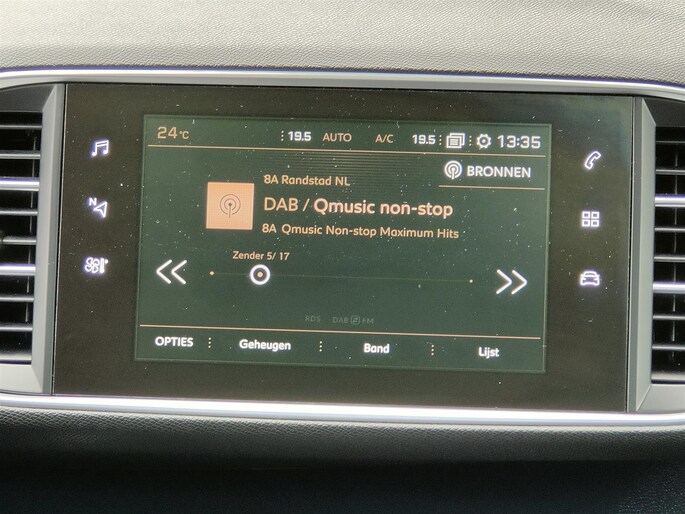 24°C 19.5 AUTO A/C 19.5 13:35
BRONNEN
8A Randstad NL
DAB / Qmusic non-stop
8A Qmusic Non-stop Maximum Hits
N
Zender 5/ 17
RDS DAB FM
OPTIES Geheugen Band Lijst